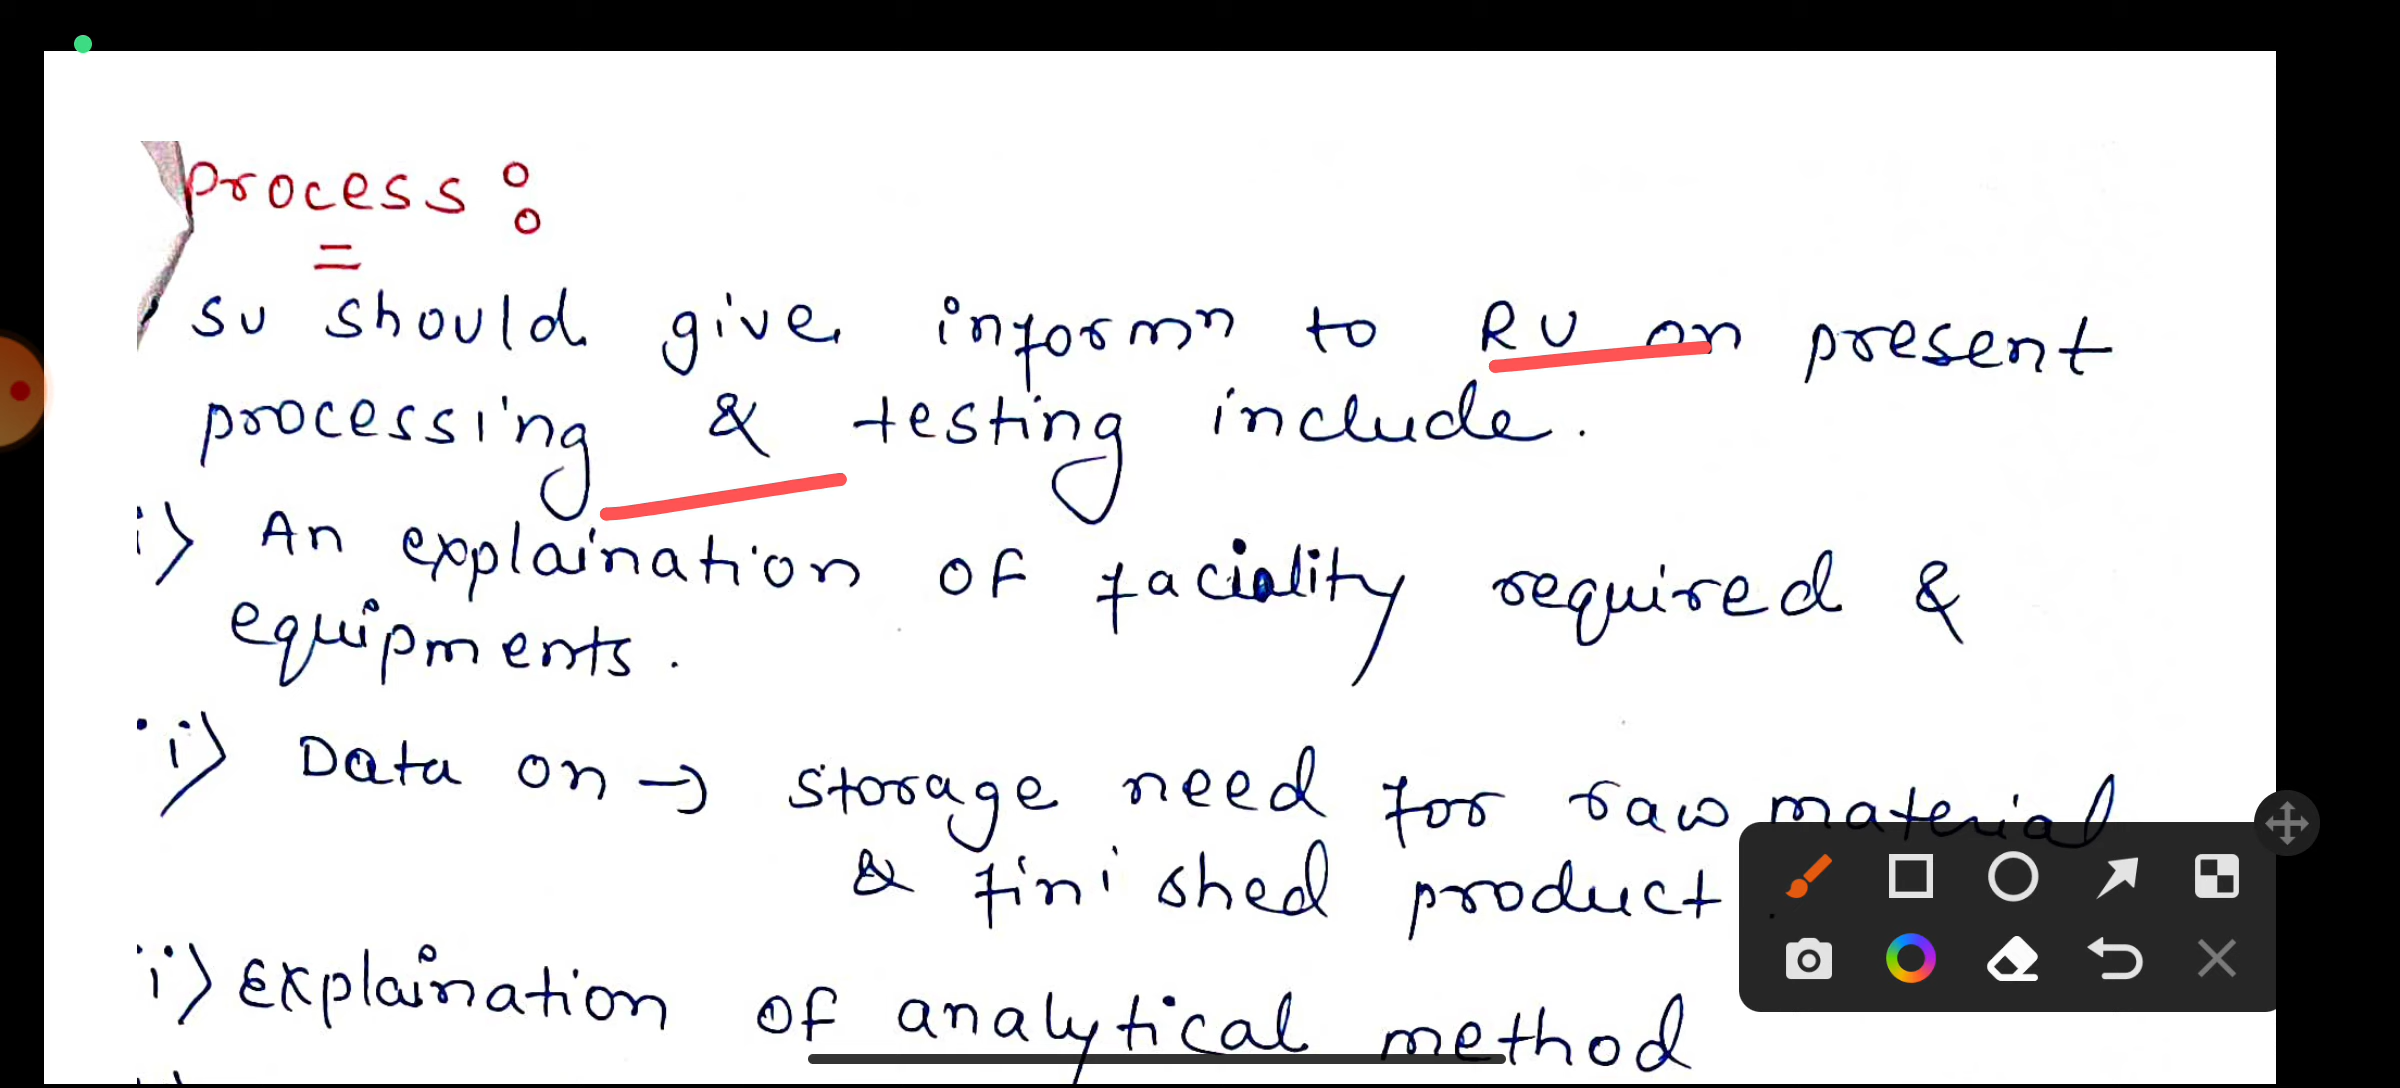 process :
SU should give informn to RU on present
processing & testing include.
i) An explaination of faciality required &
equipments.
ii) Data on → storage need for raw material
& finished product
ii) Explaination of analytical method